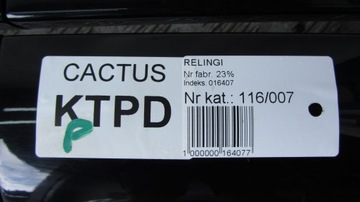 CACTUS
KTPD
P
RELINGI
Nr fabr. 23%
Indeks: 016407
Nr kat.: 116/007
1 000000 164077